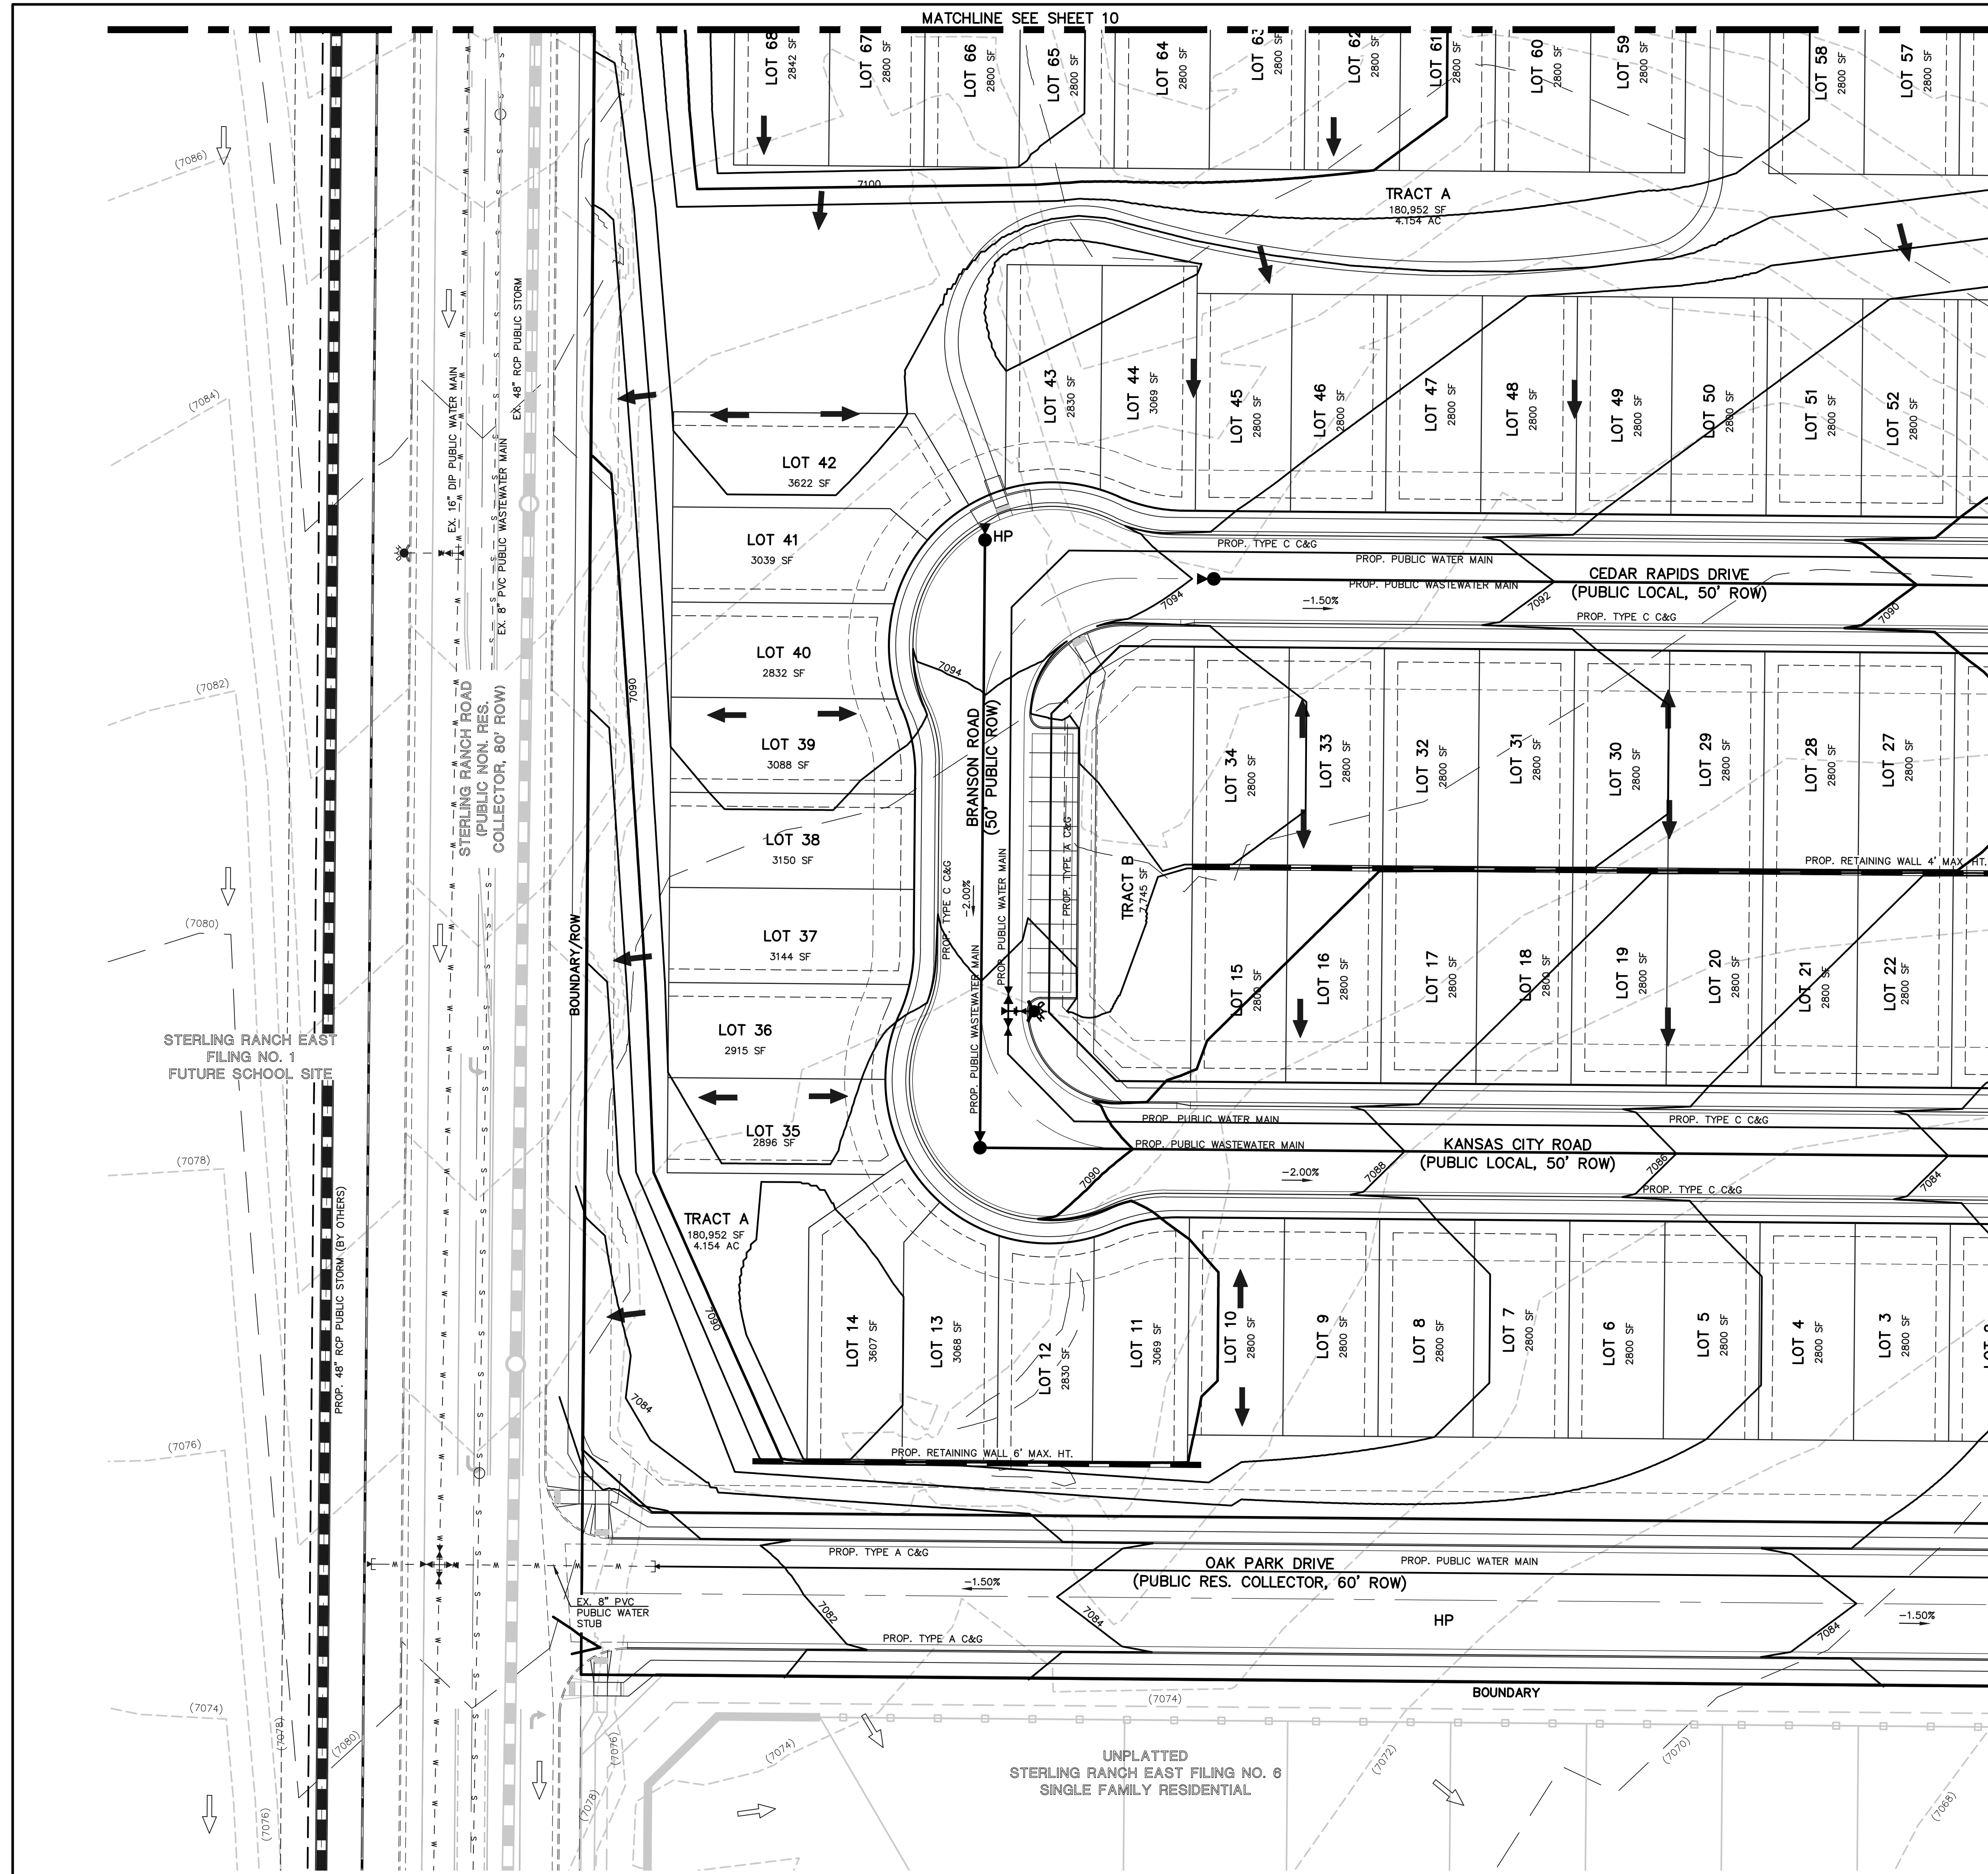 MATCHLINE SEE SHEET 10
LOT 68
2842 SF
LOT 67
2800 SF
LOT 66
2800 SF
LOT 65
2800 SF
LOT 64
2800 SF
LOT 63
2800 SF
LOT 62
2800 SF
LOT 61
2800 SF
LOT 60
2800 SF
LOT 59
2800 SF
LOT 58
2800 SF
LOT 57
2800 SF
7100
TRACT A
180,952 SF
4.154 AC
(7086)
(7084)
(7082)
(7080)
(7078)
(7076)
(7074)
EX. 16" DIP PUBLIC WATER MAIN
EX. 48" RCP PUBLIC STORM
EX. 8" PVC PUBLIC WASTEWATER MAIN
STERLING RANCH ROAD
(PUBLIC NON. RES.
COLLECTOR, 80' ROW)
BOUNDARY/ROW
7090
STERLING RANCH EAST
FILING NO. 1
FUTURE SCHOOL SITE
PROP. 48" RCP PUBLIC STORM (BY OTHERS)
LOT 43
2830 SF
LOT 44
3069 SF
LOT 45
2800 SF
LOT 46
2800 SF
LOT 47
2800 SF
LOT 48
2800 SF
LOT 49
2800 SF
LOT 50
2800 SF
LOT 51
2800 SF
LOT 52
2800 SF
LOT 42
3622 SF
LOT 41
3039 SF
LOT 40
2832 SF
LOT 39
3088 SF
LOT 38
3150 SF
LOT 37
3144 SF
LOT 36
2915 SF
LOT 35
2896 SF
HP
PROP. TYPE C C&G
PROP. PUBLIC WATER MAIN
PROP. PUBLIC WASTEWATER MAIN
CEDAR RAPIDS DRIVE
(PUBLIC LOCAL, 50' ROW)
7094
-1.50%
7092
7090
PROP. TYPE C C&G
7094
BRANSON ROAD
(50' PUBLIC ROW)
PROP. TYPE C C&G
-2.00%
PROP. PUBLIC WATER MAIN
PROP. PUBLIC WASTEWATER MAIN
PROP. TYPE A C&G
TRACT B
7,745 SF
LOT 34
2800 SF
LOT 33
2800 SF
LOT 32
2800 SF
LOT 31
2800 SF
LOT 30
2800 SF
LOT 29
2800 SF
LOT 28
2800 SF
LOT 27
2800 SF
PROP. RETAINING WALL 4' MAX. HT.
LOT 15
2800 SF
LOT 16
2800 SF
LOT 17
2800 SF
LOT 18
2800 SF
LOT 19
2800 SF
LOT 20
2800 SF
LOT 21
2800 SF
LOT 22
2800 SF
PROP. PUBLIC WATER MAIN
PROP. TYPE C C&G
PROP. PUBLIC WASTEWATER MAIN
KANSAS CITY ROAD
(PUBLIC LOCAL, 50' ROW)
7090
-2.00%
7088
7086
7084
PROP. TYPE C C&G
TRACT A
180,952 SF
4.154 AC
7090
7084
LOT 14
3607 SF
LOT 13
3068 SF
LOT 12
2830 SF
LOT 11
3069 SF
LOT 10
2800 SF
LOT 9
2800 SF
LOT 8
2800 SF
LOT 7
2800 SF
LOT 6
2800 SF
LOT 5
2800 SF
LOT 4
2800 SF
LOT 3
2800 SF
PROP. RETAINING WALL 6' MAX. HT.
PROP. TYPE A C&G
OAK PARK DRIVE
(PUBLIC RES. COLLECTOR, 60' ROW)
PROP. PUBLIC WATER MAIN
-1.50%
EX. 8" PVC
PUBLIC WATER
STUB
7082
7084
HP
7084
-1.50%
PROP. TYPE A C&G
BOUNDARY
(7074)
(7078)
(7080)
(7076)
(7076)
(7078)
(7074)
UNPLATTED
STERLING RANCH EAST FILING NO. 6
SINGLE FAMILY RESIDENTIAL
(7072)
(7070)
(7068)